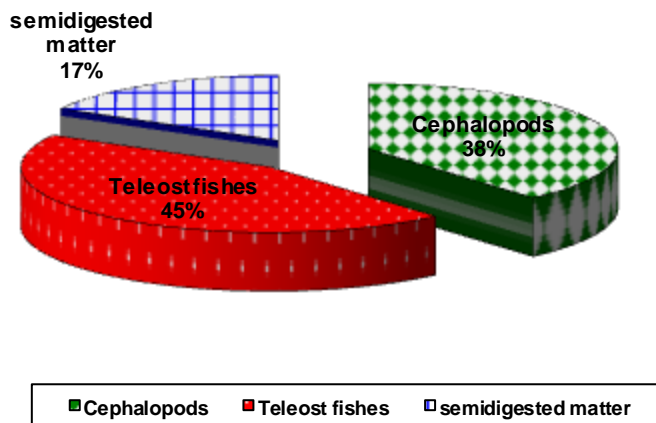 semidigested
matter
17%
Cephalopods
38%
Teleost fishes
45%
Cephalopods Teleost fishes semidigested matter